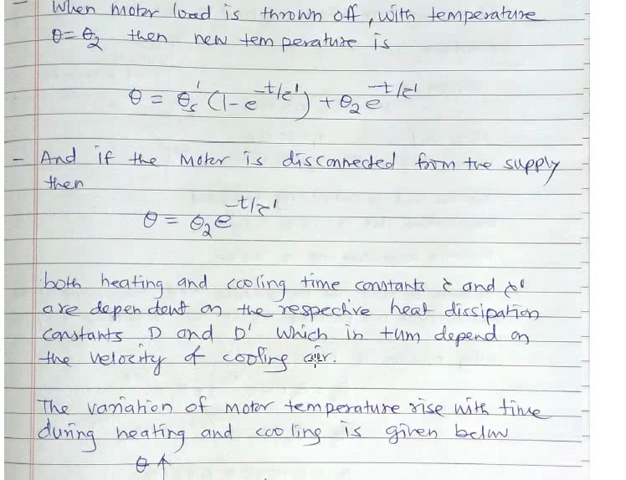 - When motor load is thrown off, with temperature
θ = θ₂ then new temperature is
θ = θₛ' (1 - e^(-t/τ')) + θ₂ e^(-t/τ')
- And if the Motor is disconnected from the supply
then
θ = θ₂ e^(-t/τ')
both heating and cooling time constants τ and τ'
are dependent on the respective heat dissipation
constants D and D' which in turn depend on
the velocity of cooling air.
The variation of motor temperature rise with time
during heating and cooling is given below
θ ↑